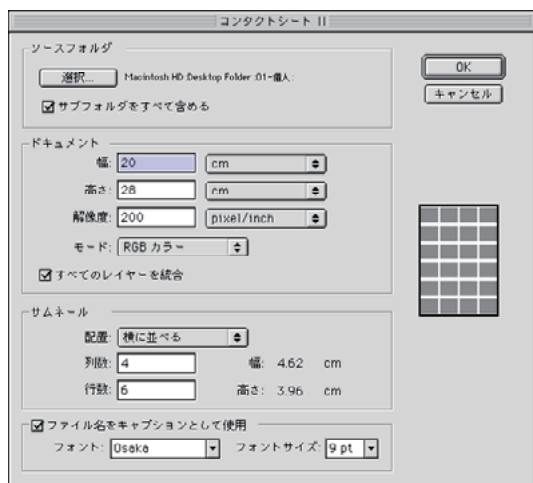 コンタクトシート II
ソースフォルダ
選択... Macintosh HD:Desktop Folder:01-個人:
サブフォルダをすべて含める
OK
キャンセル
ドキュメント
幅: 20 cm
高さ: 28 cm
解像度: 200 pixel/inch
モード: RGB カラー
すべてのレイヤーを統合
サムネール
配置: 横に並べる
列数: 4 幅: 4.62 cm
行数: 6 高さ: 3.96 cm
ファイル名をキャプションとして使用
フォント: Osaka フォントサイズ: 9 pt